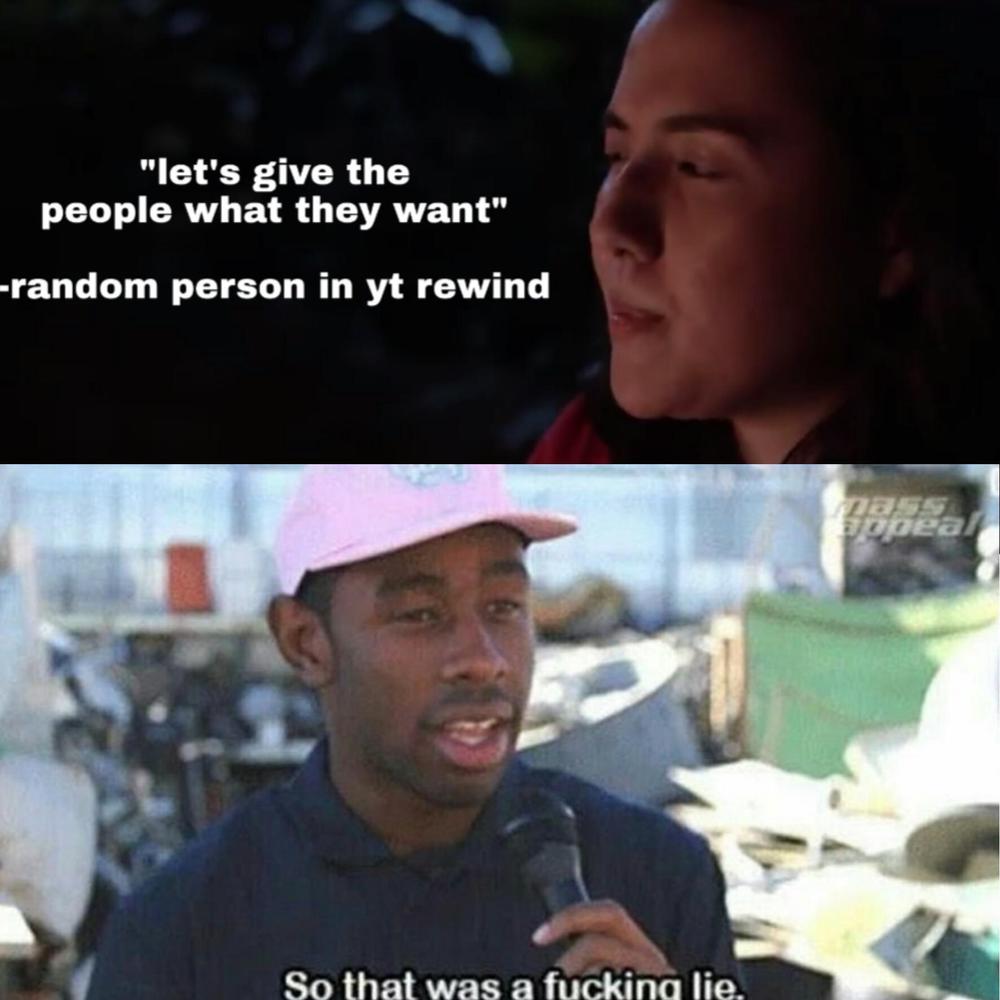 "let's give the
people what they want"
-random person in yt rewind
mass
appeal
So that was a fucking lie.